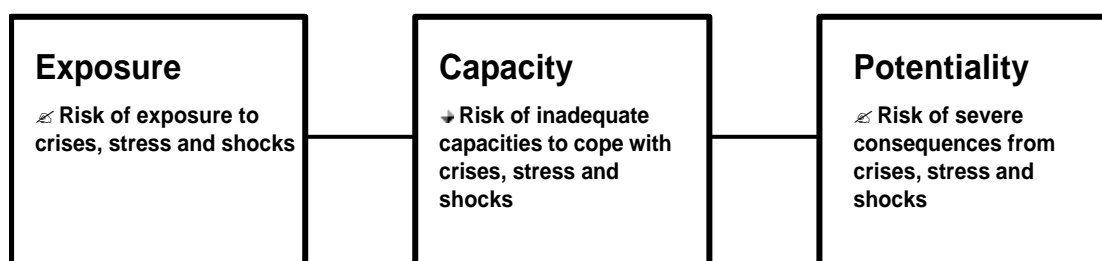 Exposure
Risk of exposure to
crises, stress and shocks
Capacity
Risk of inadequate
capacities to cope with
crises, stress and
shocks
Potentiality
Risk of severe
consequences from
crises, stress and
shocks